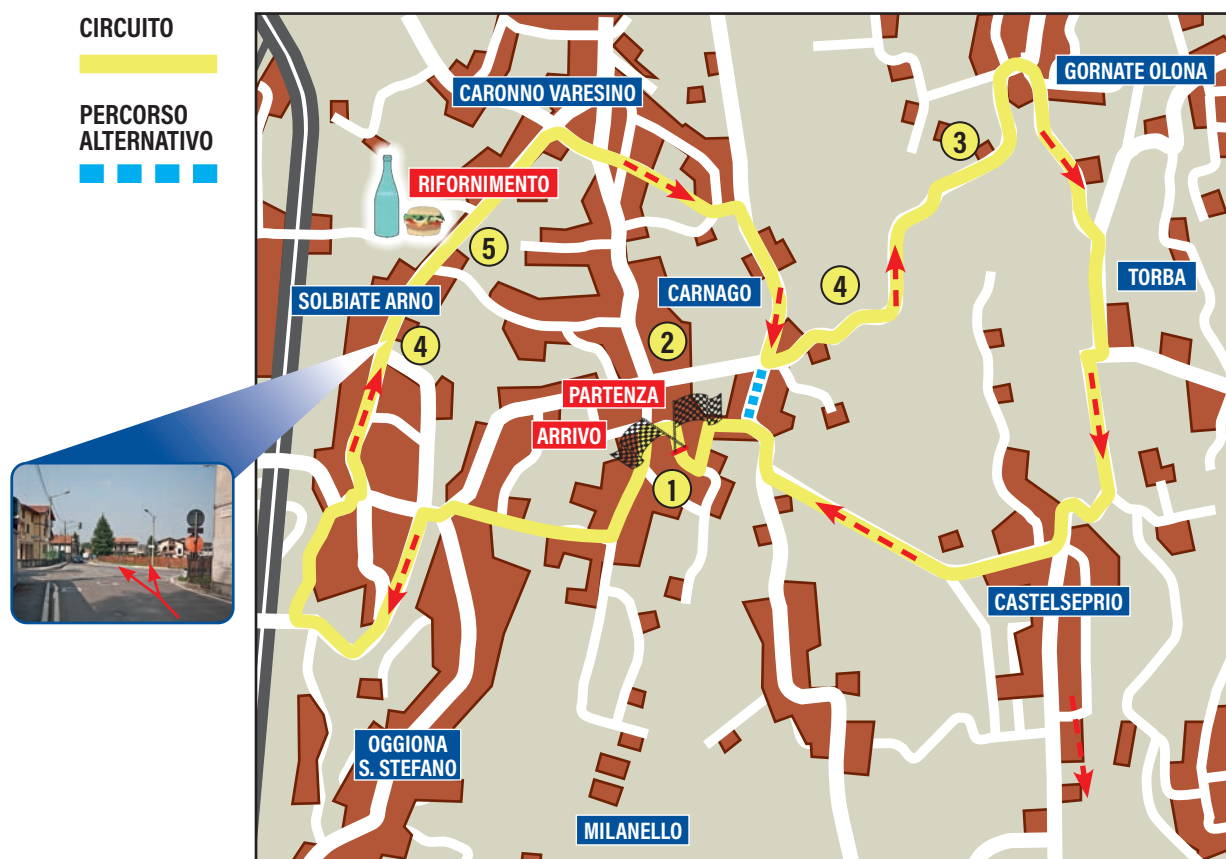 CIRCUITO
PERCORSO
ALTERNATIVO
GORNATE OLONA
CARONNO VARESINO
3
RIFORNIMENTO
5
TORBA
SOLBIATE ARNO
CARNAGO
4
4
2
PARTENZA
ARRIVO
1
CASTELSEPRIO
OGGIONA
S. STEFANO
MILANELLO